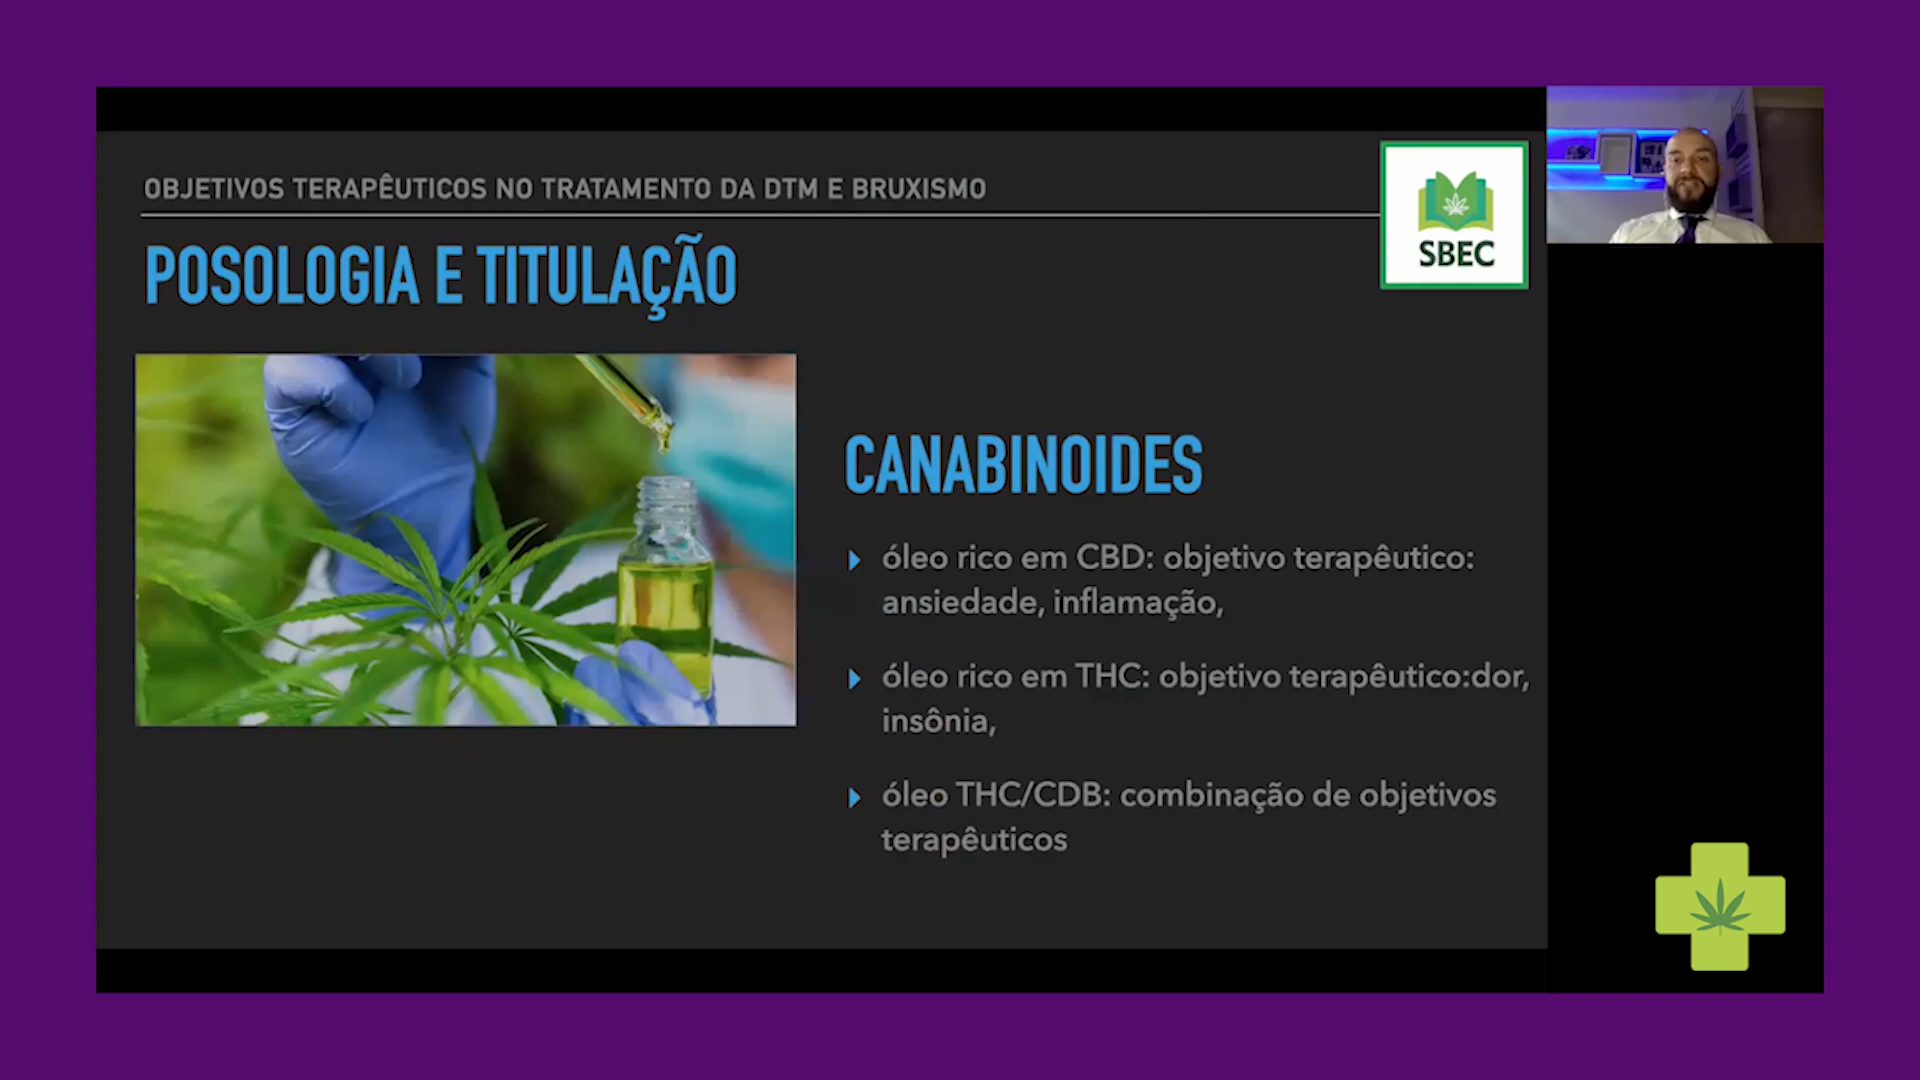 OBJETIVOS TERAPÊUTICOS NO TRATAMENTO DA DTM E BRUXISMO
POSOLOGIA E TITULAÇÃO
SBEC
CANABINOIDES
óleo rico em CBD: objetivo terapêutico:
ansiedade, inflamação,
óleo rico em THC: objetivo terapêutico:dor,
insônia,
óleo THC/CDB: combinação de objetivos
terapêuticos